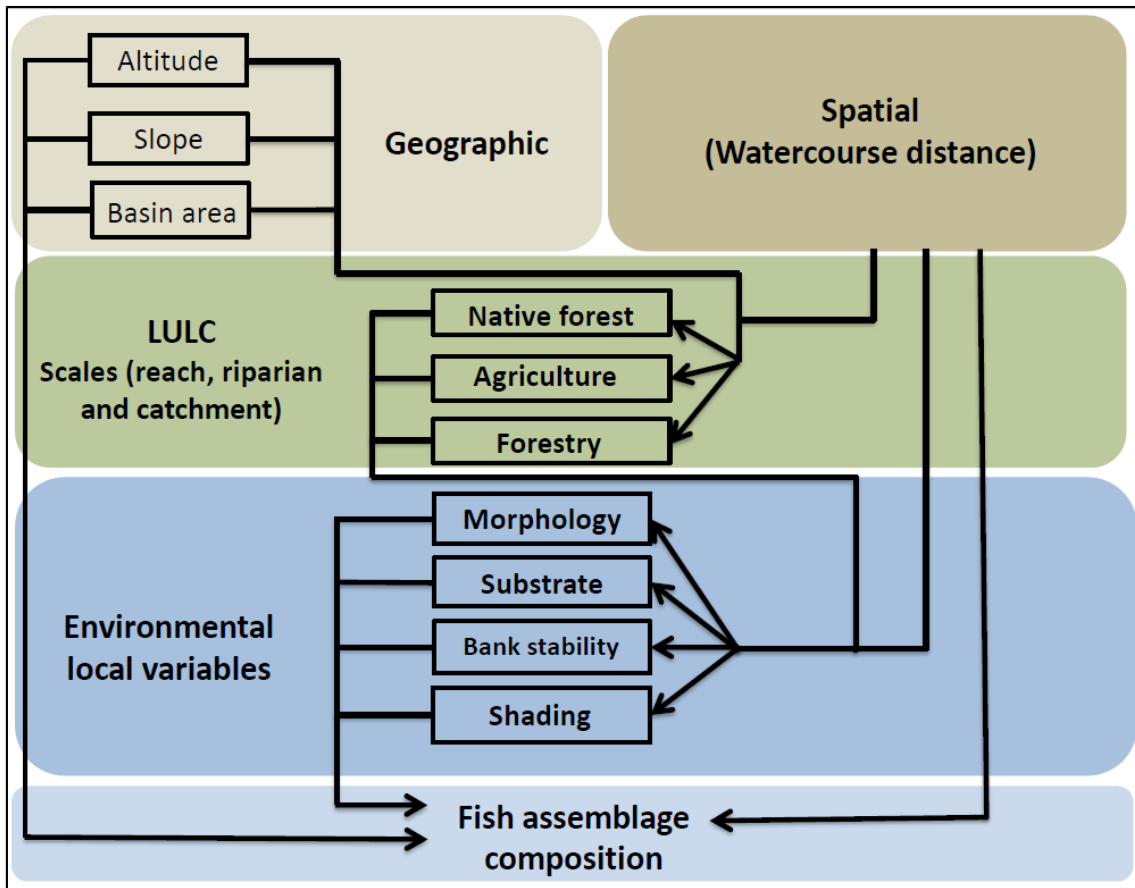 Altitude
Slope
Basin area
Geographic
Spatial
(Watercourse distance)
LULC
Scales (reach, riparian
and catchment)
Native forest
Agriculture
Forestry
Environmental
local variables
Morphology
Substrate
Bank stability
Shading
Fish assemblage
composition